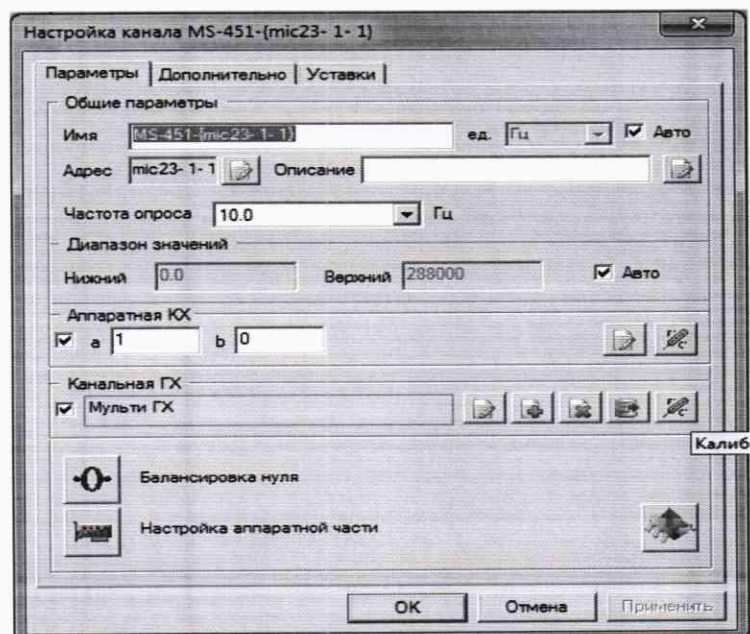 Настройка канала MS-451-{mic23- 1- 1}
Параметры Дополнительно Уставки
Общие параметры
Имя MS-451-{mic23- 1- 1} ед. Гц Авто
Адрес mic23- 1- 1 Описание
Частота опроса 10.0 Гц
Диапазон значений
Нижний 0.0 Верхний 288000 Авто
Аппаратная КХ
a 1 b 0
Канальная ГХ
Мульти ГХ
Калиб
Балансировка нуля
Настройка аппаратной части
OK Отмена Применить